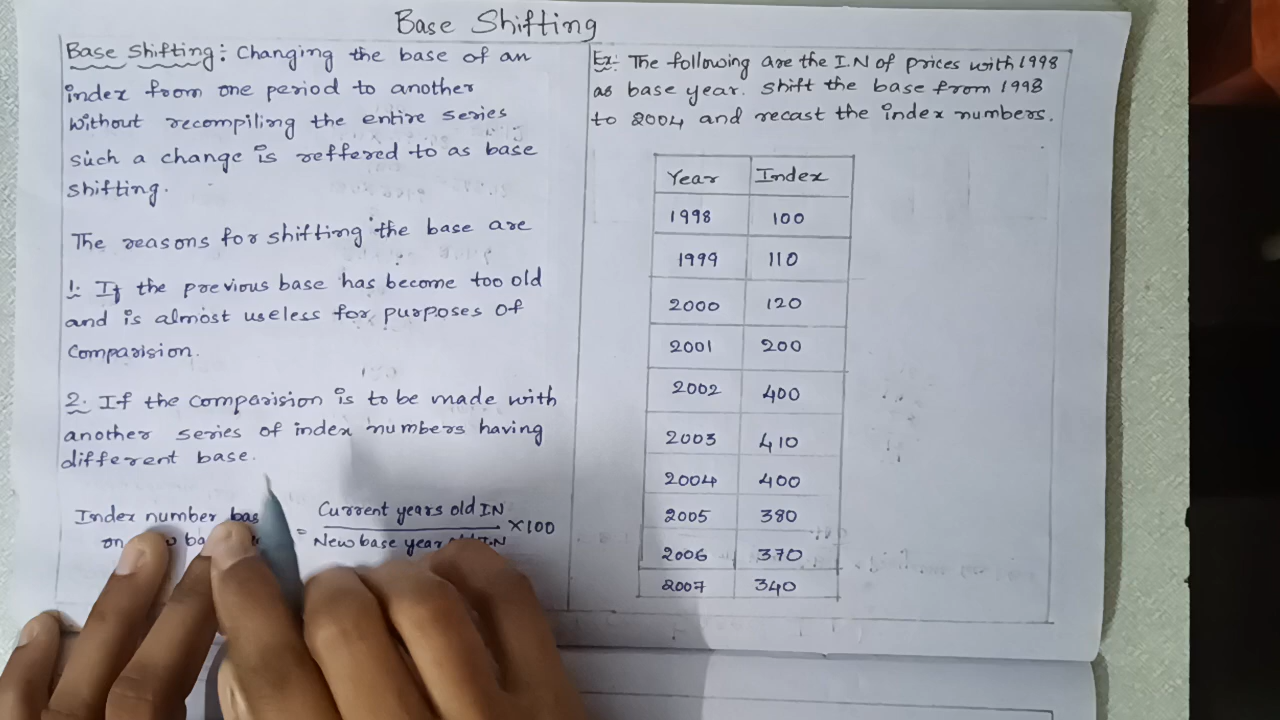 Base Shifting
Base Shifting: Changing the base of an
index from one period to another
without recompiling the entire series
such a change is reffered to as base
shifting.
The reasons for shifting the base are
1: If the previous base has become too old
and is almost useless for purposes of
Comparision.
2. If the comparision is to be made with
another series of index numbers having
different base.
Index number
on
= Current years old IN
New base year
×100
Ex: The following are the I.N of prices with 1998
as base year. Shift the base from 1998
to 2004 and recast the index numbers.
Year Index
1998 100
1999 110
2000 120
2001 200
2002 400
2003 410
2004 400
2005 380
2006 370
2007 340